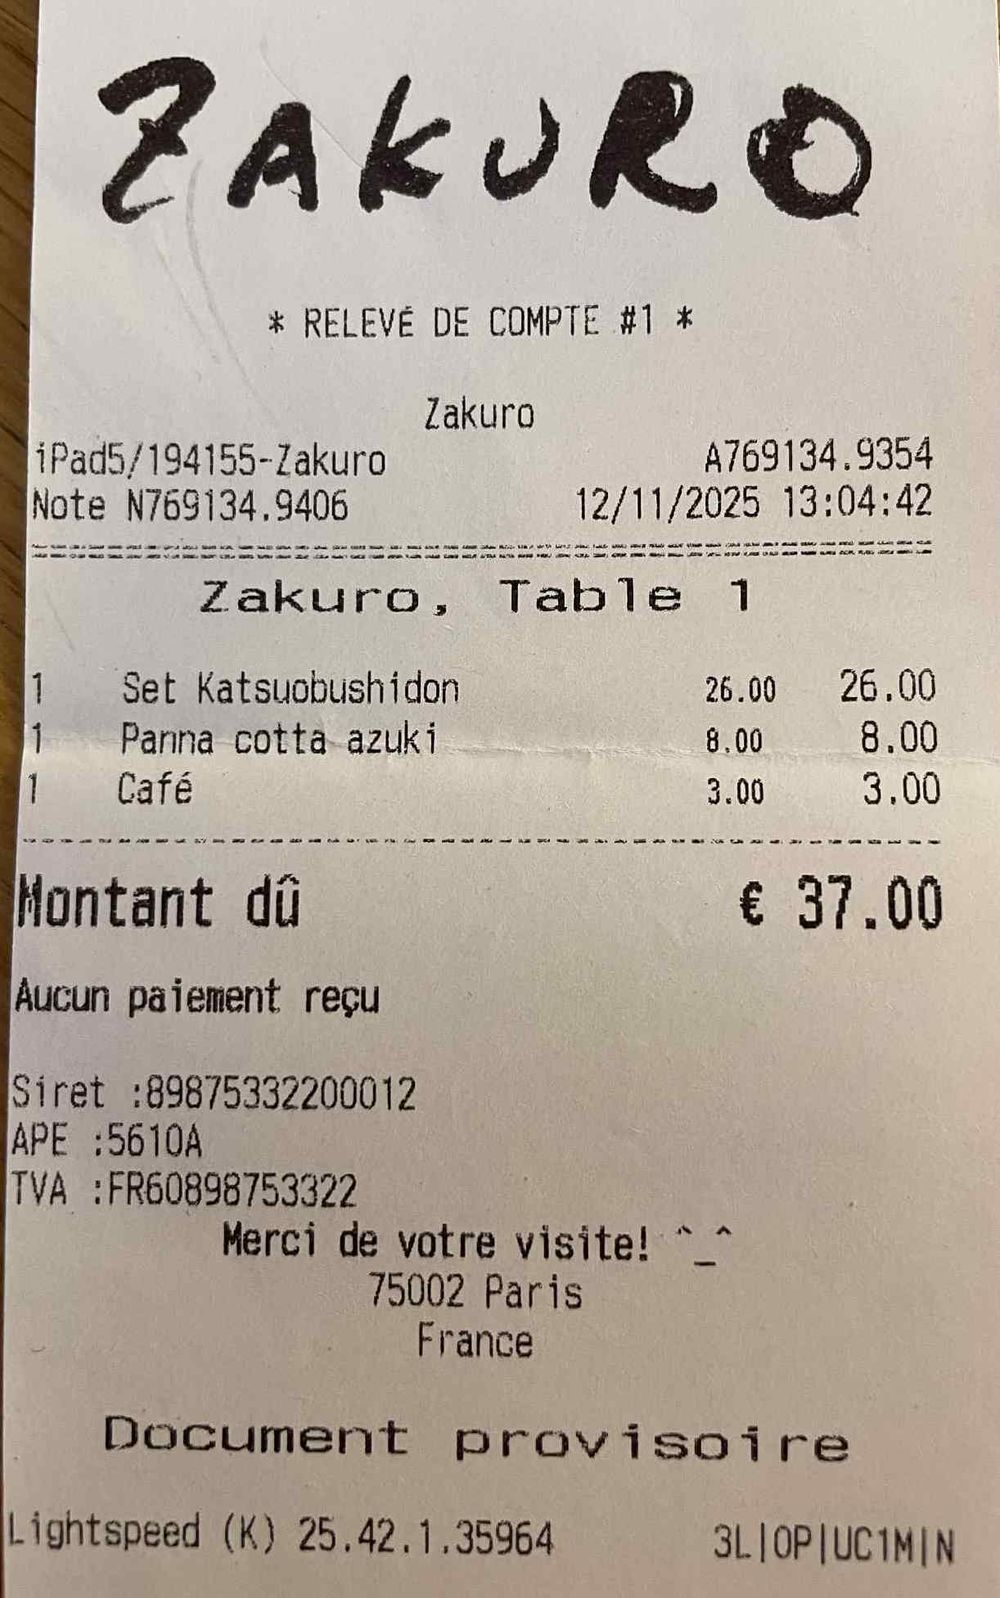 ZAKURO
* RELEVÉ DE COMPTE #1 *
Zakuro
iPad5/194155-Zakuro A769134.9354
Note N769134.9406 12/11/2025 13:04:42
Zakuro, Table 1
1 Set Katsuobushidon 26.00 26.00
1 Panna cotta azuki 8.00 8.00
1 Café 3.00 3.00
Montant dû € 37.00
Aucun paiement reçu
Siret :89875332200012
APE :5610A
TVA :FR60898753322
Merci de votre visite! ^_^
75002 Paris
France
Document provisoire
Lightspeed (K) 25.42.1.35964 3L|OP|UC1M|N